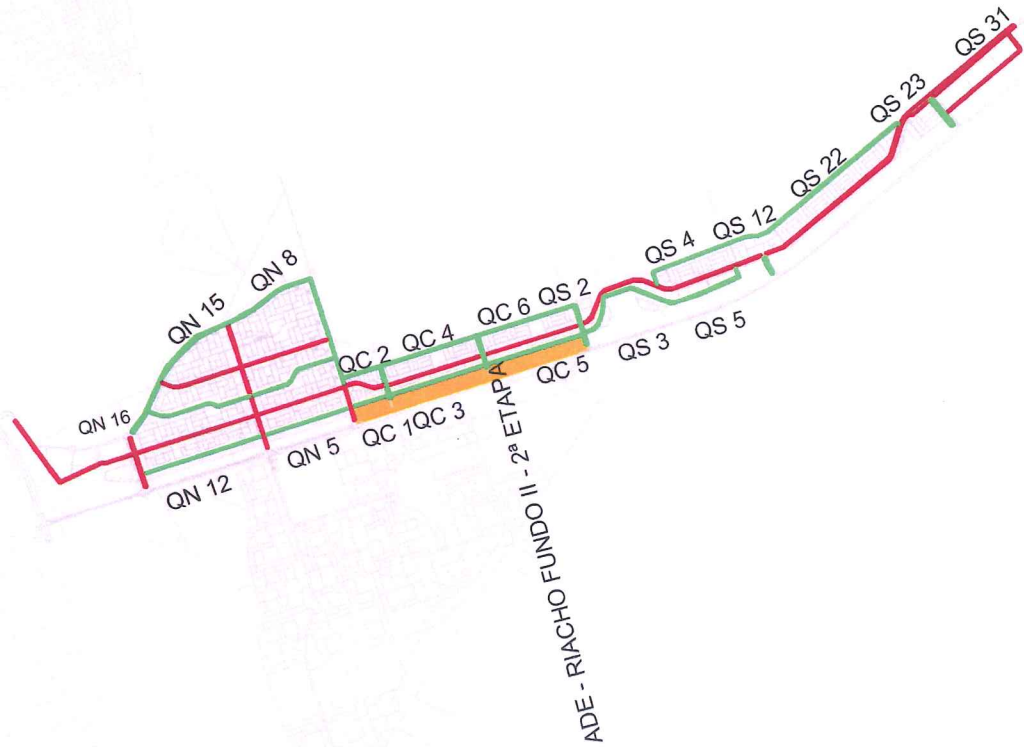 QS 31
QS 23
QS 22
QS 12
QS 4
QN 8
QN 15
QC 6
QS 2
QC 4
QC 2
QS 5
QS 3
QC 5
QN 16
QC 1
QC 3
QN 5
QN 12
ADE - RIACHO FUNDO II - 2ª ETAPA